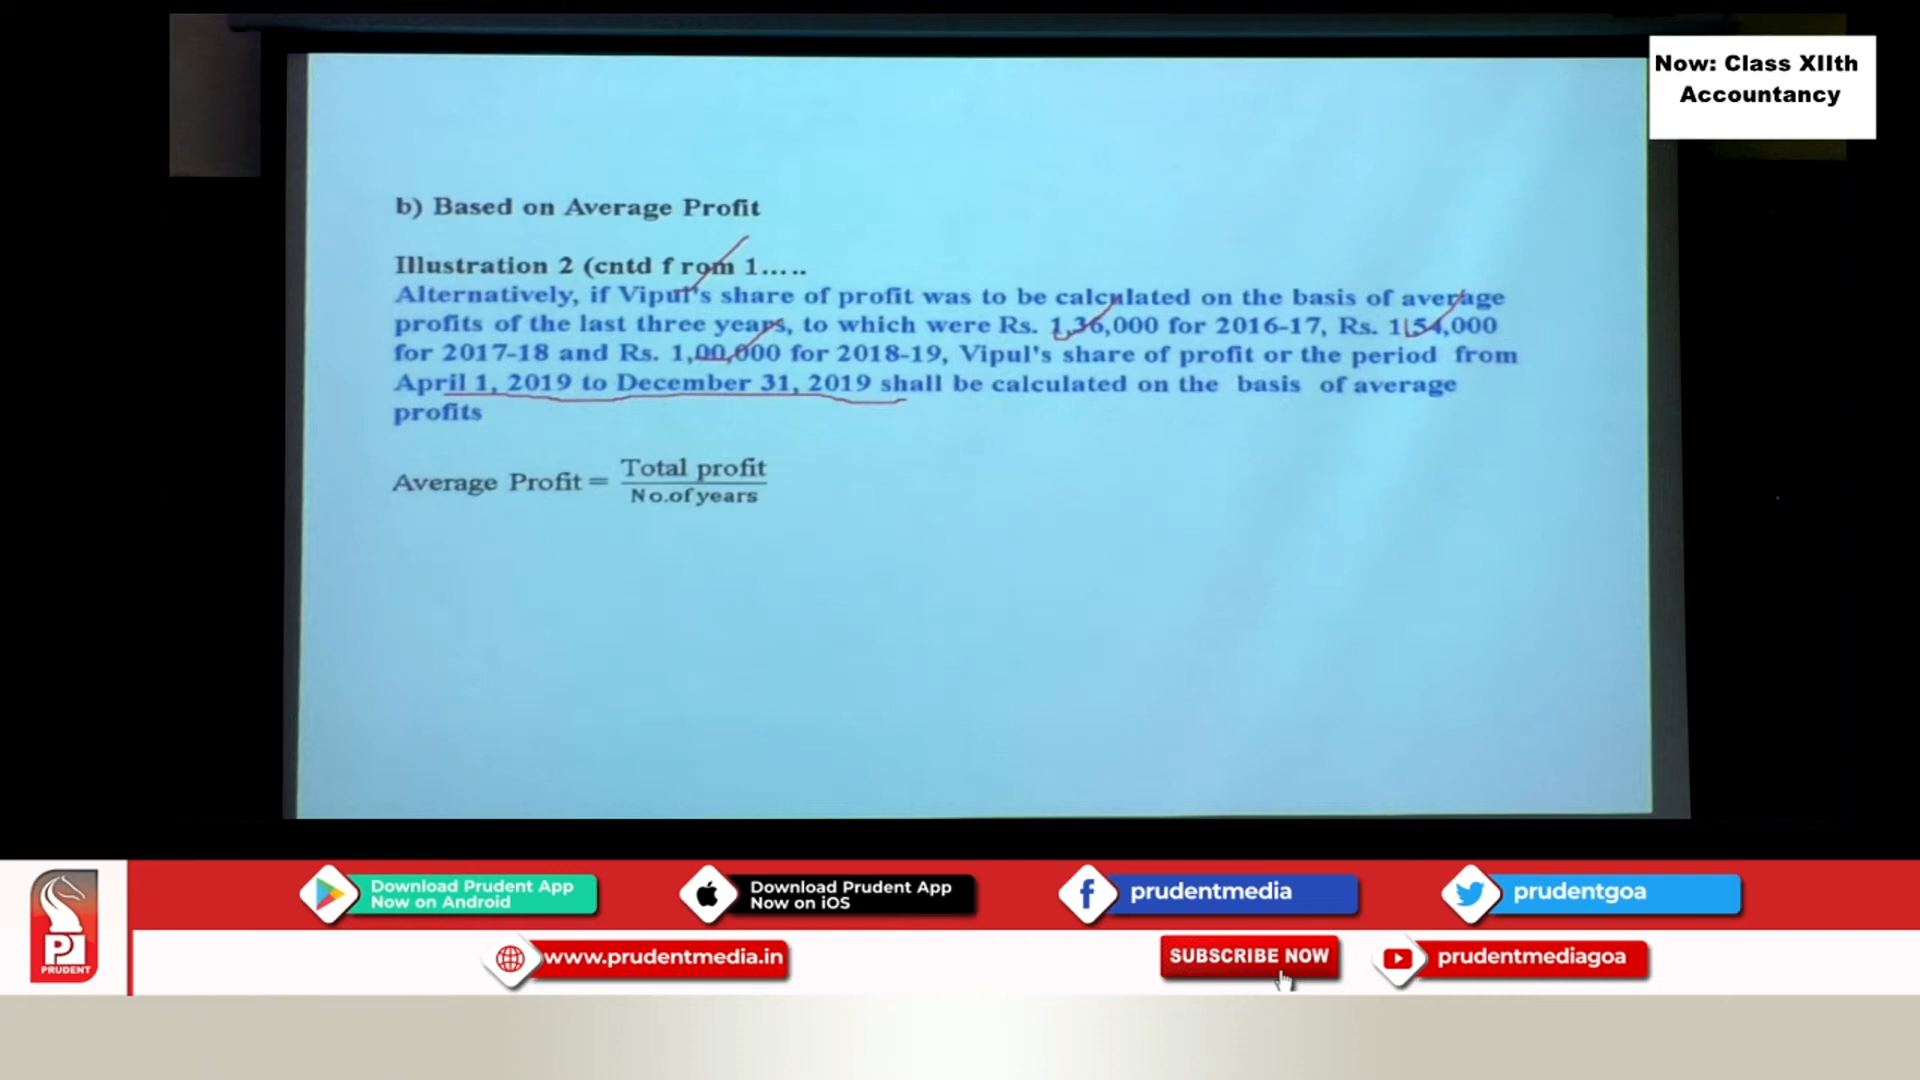 Now: Class XIIth
Accountancy
b) Based on Average Profit
Illustration 2 (cntd f rom 1.....
Alternatively, if Vipul's share of profit was to be calculated on the basis of average
profits of the last three years, to which were Rs. 1,36,000 for 2016-17, Rs. 1,54,000
for 2017-18 and Rs. 1,00,000 for 2018-19, Vipul's share of profit or the period from
April 1, 2019 to December 31, 2019 shall be calculated on the basis of average
profits
Average Profit = Total profit
No.of years
Download Prudent App
Now on Android
Download Prudent App
Now on iOS
prudentmedia
prudentgoa
PRUDENT
www.prudentmedia.in
SUBSCRIBE NOW
prudentmediagoa